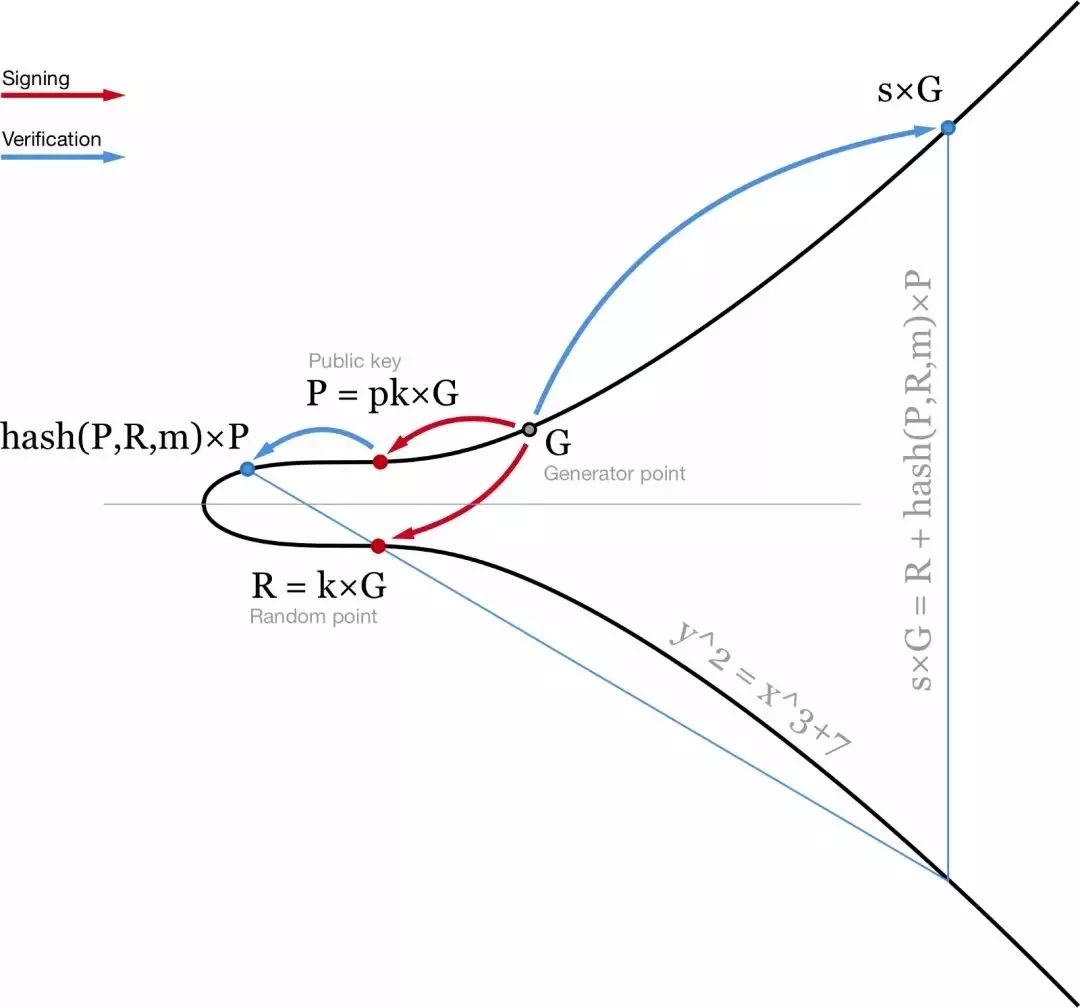 Signing
Verification
s×G
Public key
P = pk×G
hash(P,R,m)×P
G
Generator point
R = k×G
Random point
y^2 = x^3+7
s×G = R + hash(P,R,m)×P